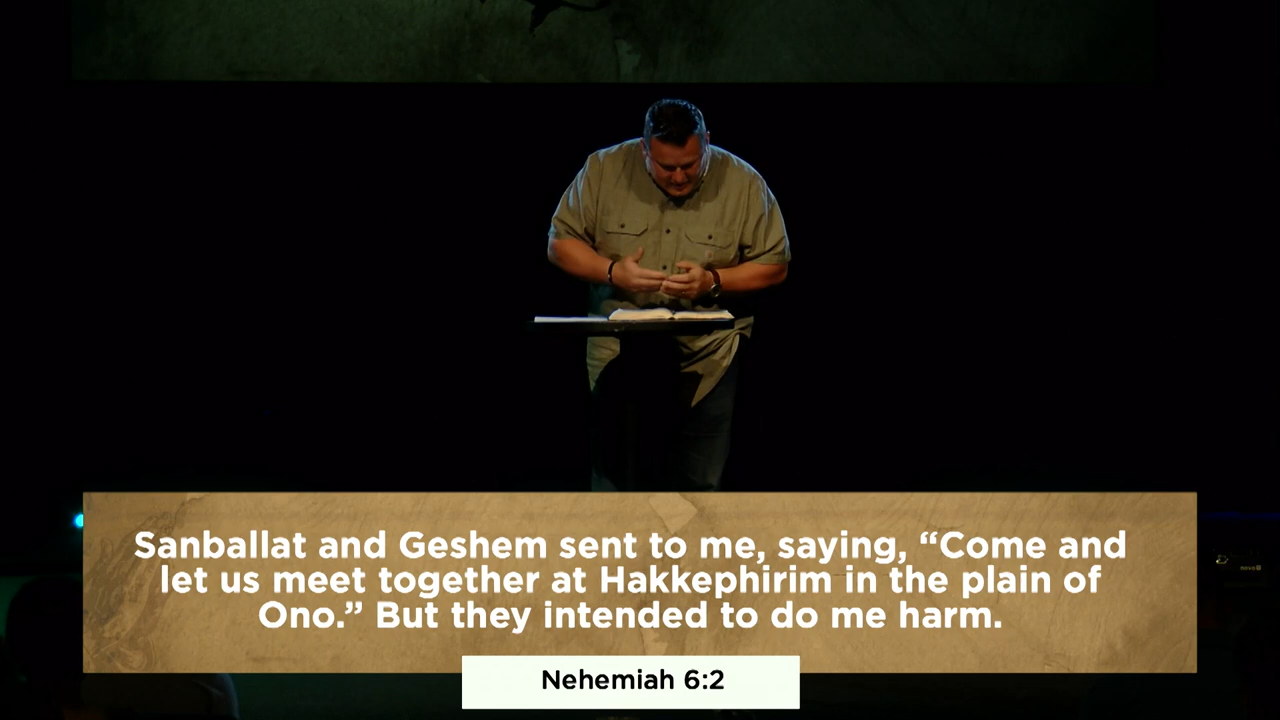 Sanballat and Geshem sent to me, saying, “Come and
let us meet together at Hakkephirim in the plain of
Ono.” But they intended to do me harm.
Nehemiah 6:2